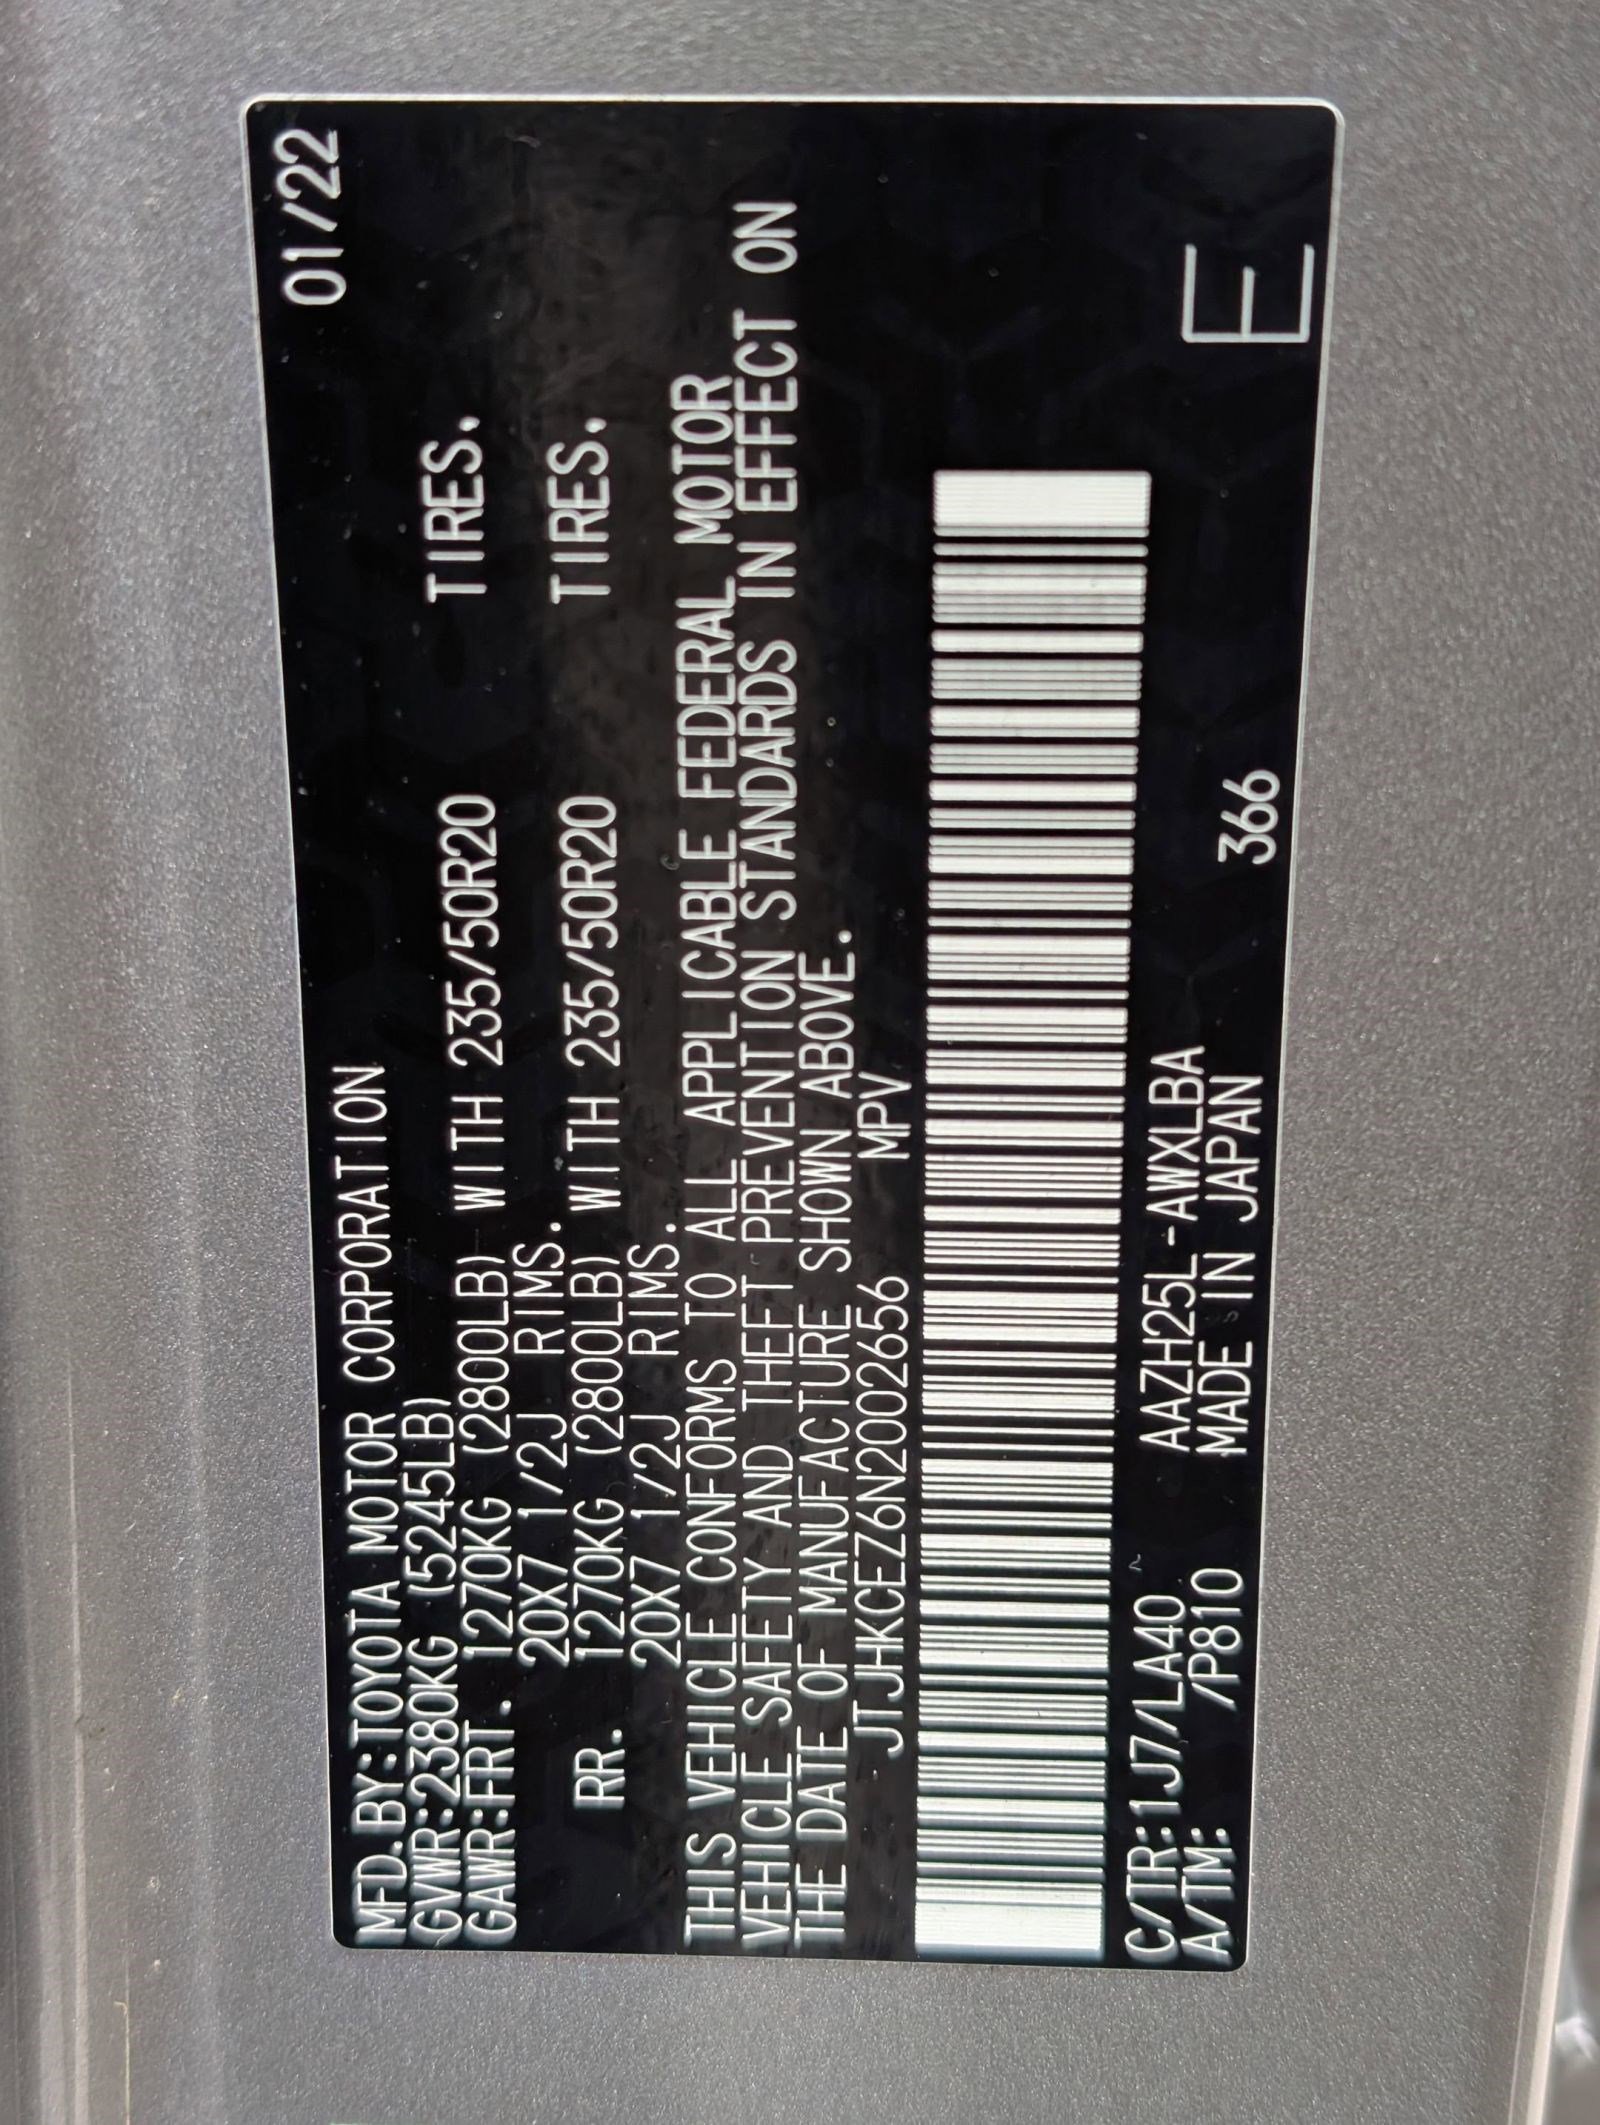 01/22
MFD.BY:TOYOTA MOTOR CORPORATION
GVWR:2380KG (5245LB)
GAWR:FRT. 1270KG (2800LB) WITH 235/50R20 TIRES.
20X7 1/2J RIMS.
RR. 1270KG (2800LB) WITH 235/50R20 TIRES.
20X7 1/2J RIMS.
THIS VEHICLE CONFORMS TO ALL APPLICABLE FEDERAL MOTOR
VEHICLE SAFETY AND THEFT PREVENTION STANDARDS IN EFFECT ON
THE DATE OF MANUFACTURE SHOWN ABOVE.
JTJHKCEZ6N2002656 MPV
C/TR:1J7/LA40 AAZH25L-AWXLBA
A/TM: /P810 MADE IN JAPAN 366
E